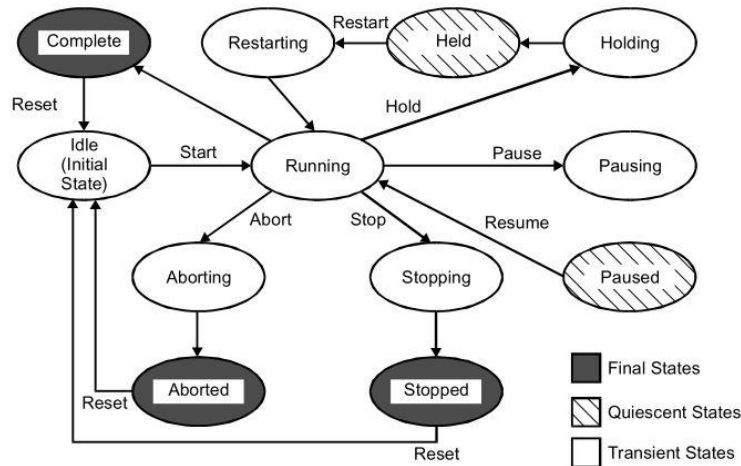 Complete
Restarting
Restart
Held
Holding
Reset
Hold
Idle
(Initial
State)
Start
Running
Pause
Pausing
Abort
Stop
Resume
Aborting
Stopping
Paused
Aborted
Stopped
Reset
Reset
Final States
Quiescent States
Transient States